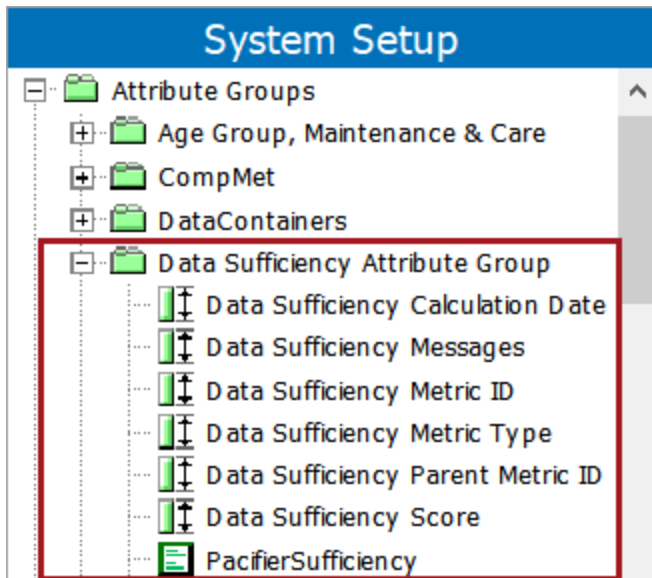 System Setup
Attribute Groups
Age Group, Maintenance & Care
CompMet
DataContainers
Data Sufficiency Attribute Group
Data Sufficiency Calculation Date
Data Sufficiency Messages
Data Sufficiency Metric ID
Data Sufficiency Metric Type
Data Sufficiency Parent Metric ID
Data Sufficiency Score
PacifierSufficiency